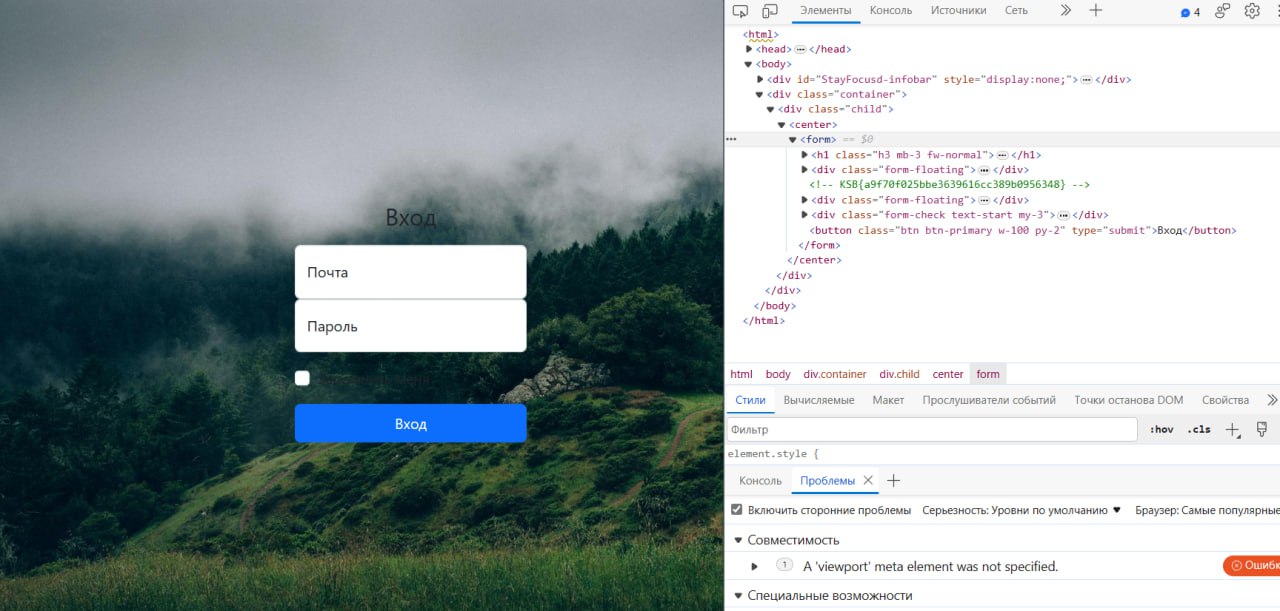 Вход
Почта
Пароль
Вход
Элементы Консоль Источники Сеть 4
<html>
<head> </head>
<body>
<div id="StayFocusd-infobar" style="display:none;"> </div>
<div class="container">
<div class="child">
<center>
<form> == $0
<h1 class="h3 mb-3 fw-normal"> </h1>
<div class="form-floating"> </div>
<!-- KSB{a9f70f025bbe3639616cc389b0956348} -->
<div class="form-floating"> </div>
<div class="form-check text-start my-3"> </div>
<button class="btn btn-primary w-100 py-2" type="submit">Вход</button>
</form>
</center>
</div>
</div>
</body>
</html>
html body div.container div.child center form
Стили Вычисляемые Макет Прослушиватели событий Точки останова DOM Свойства
Фильтр :hov .cls
element.style {
Консоль Проблемы
Включить сторонние проблемы Серьезность: Уровни по умолчанию Браузер: Самые популярные
Совместимость
1 A 'viewport' meta element was not specified. Ошибк
Специальные возможности